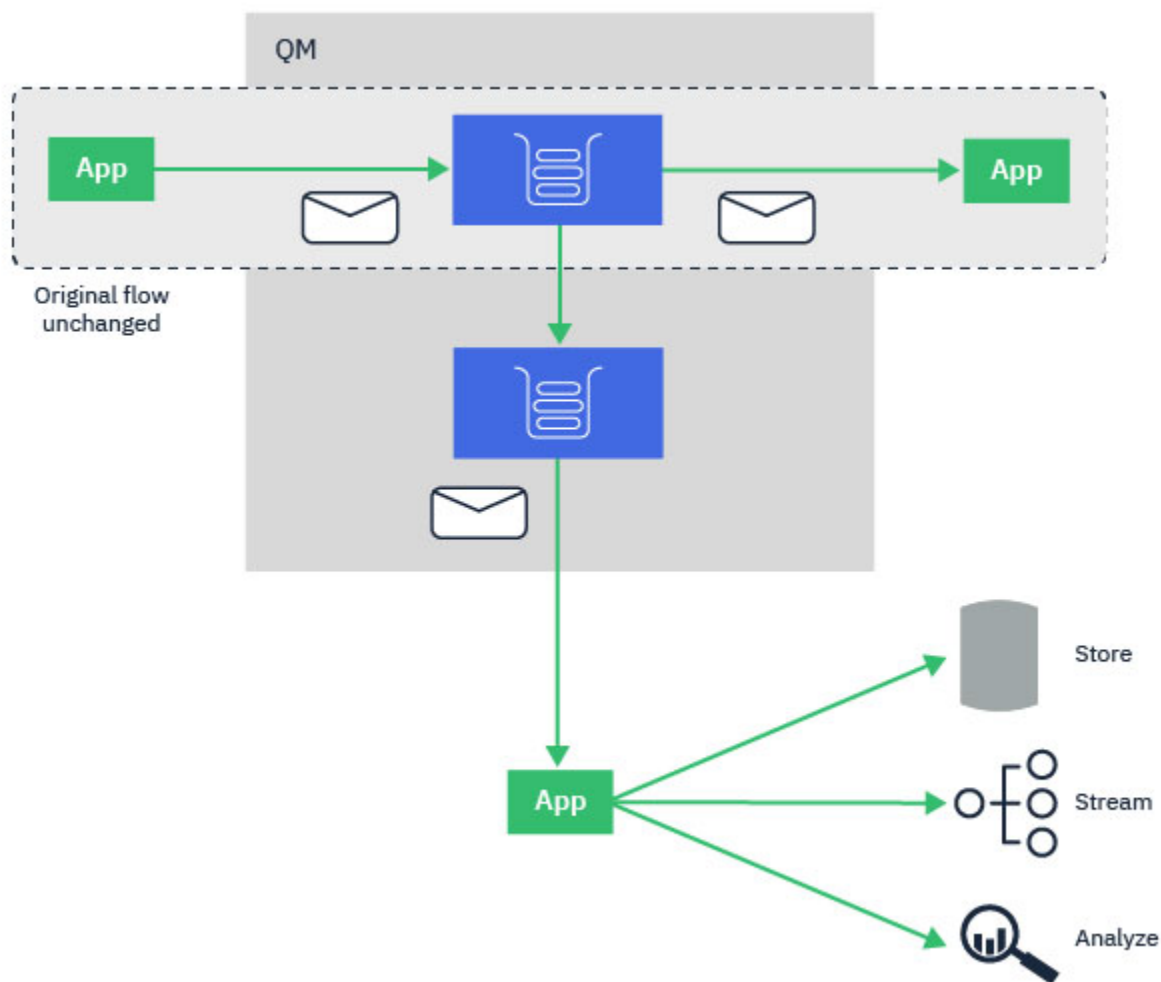 QM
App
App
Original flow
unchanged
Store
App
Stream
Analyze